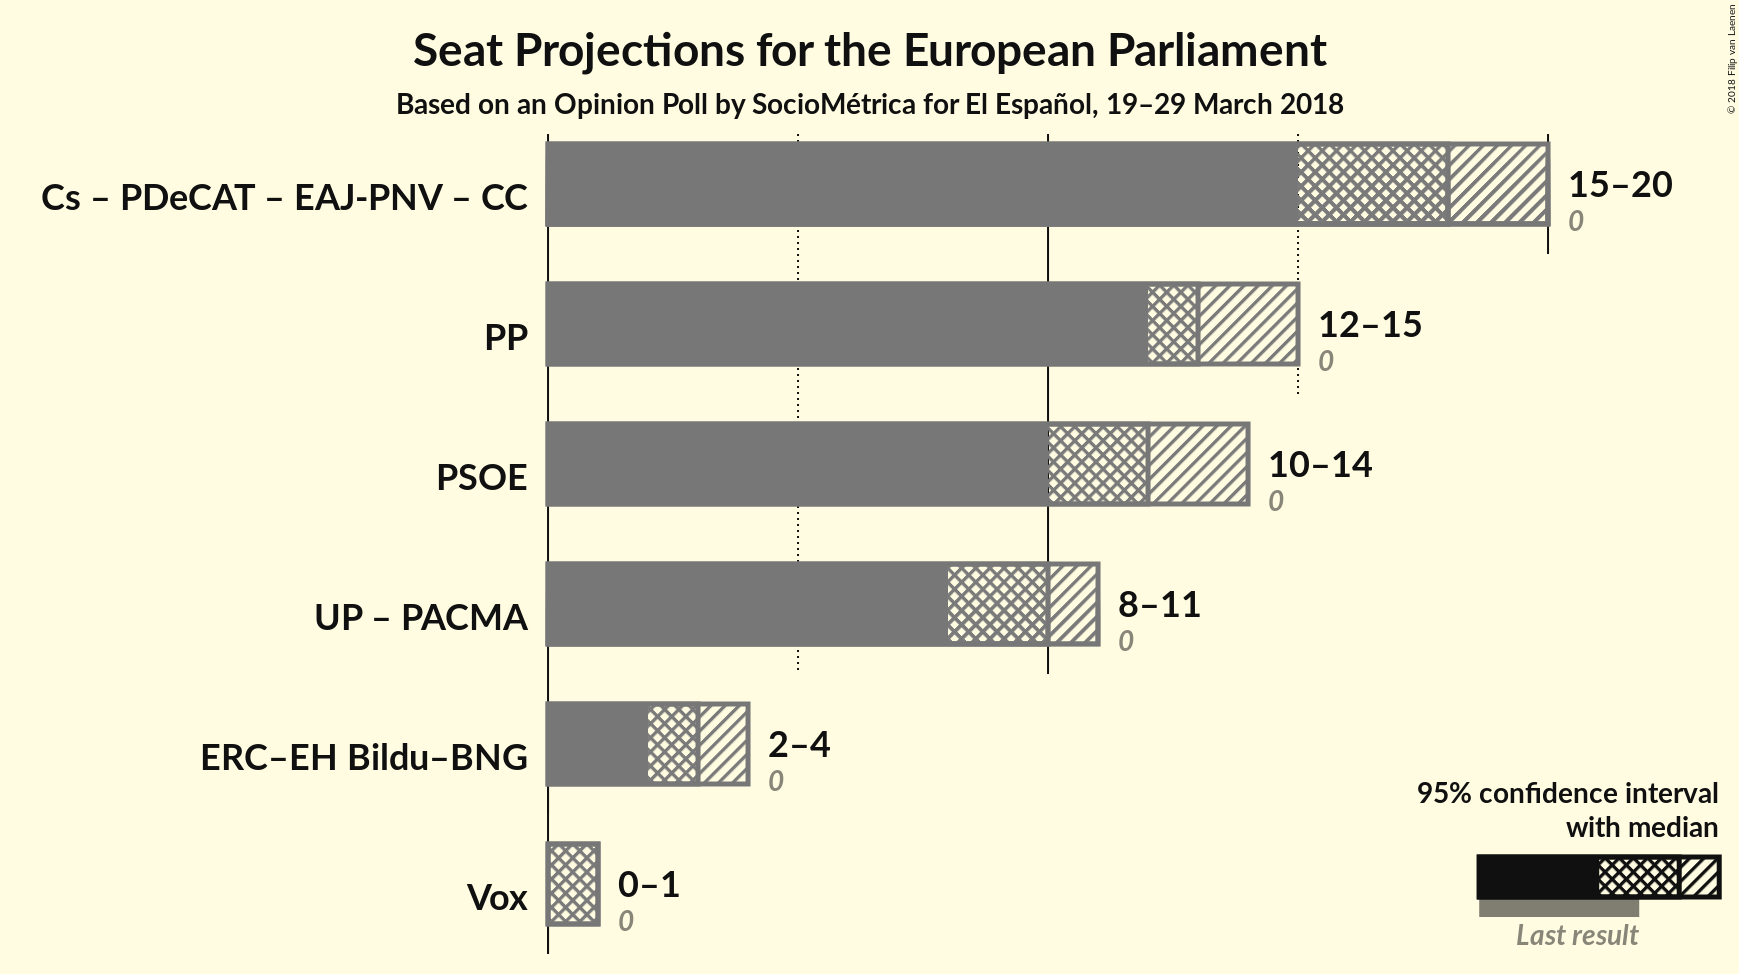 Seat Projections for the European Parliament
Based on an Opinion Poll by SocioMétrica for El Español, 19–29 March 2018
© 2018 Filip van Laenen
Cs – PDeCAT – EAJ-PNV – CC
15–20
0
PP
12–15
0
PSOE
10–14
0
UP – PACMA
8–11
0
ERC–EH Bildu–BNG
2–4
0
Vox
0–1
0
95% confidence interval
with median
Last result